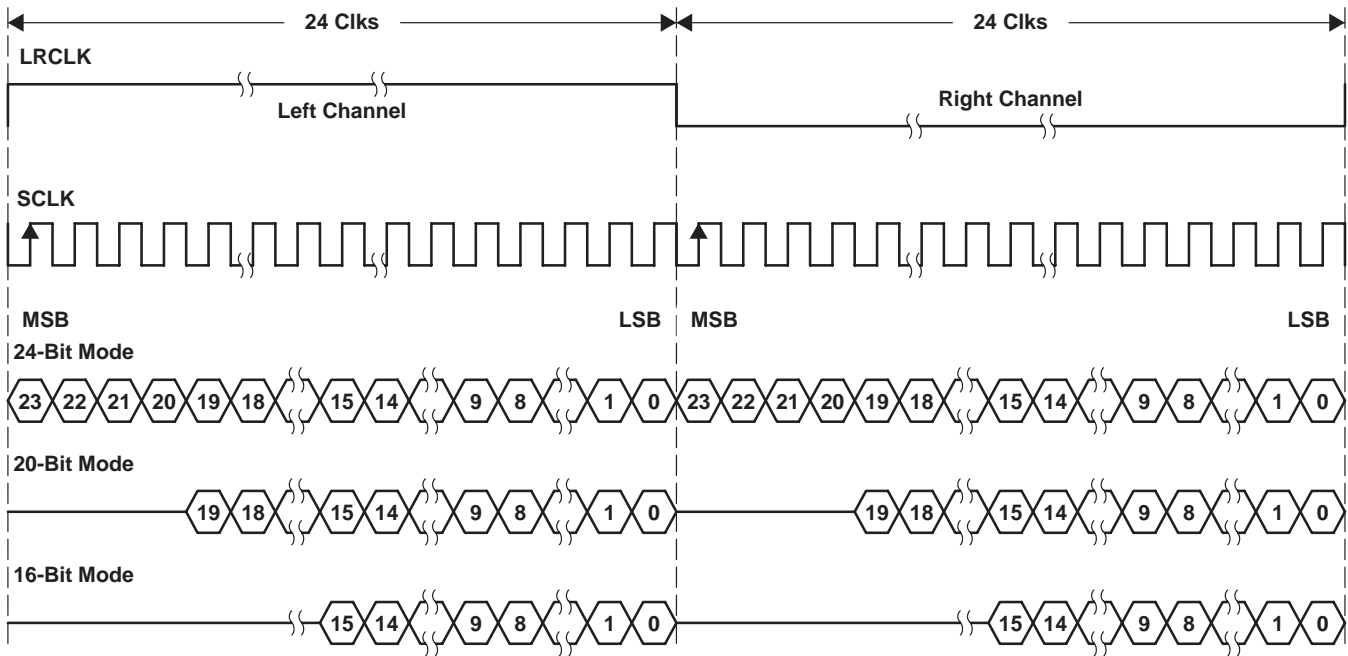 24 Clks 24 Clks
LRCLK
Left Channel Right Channel
SCLK
MSB LSB MSB LSB
24-Bit Mode
23 22 21 20 19 18 15 14 9 8 1 0 23 22 21 20 19 18 15 14 9 8 1 0
20-Bit Mode
19 18 15 14 9 8 1 0 19 18 15 14 9 8 1 0
16-Bit Mode
15 14 9 8 1 0 15 14 9 8 1 0